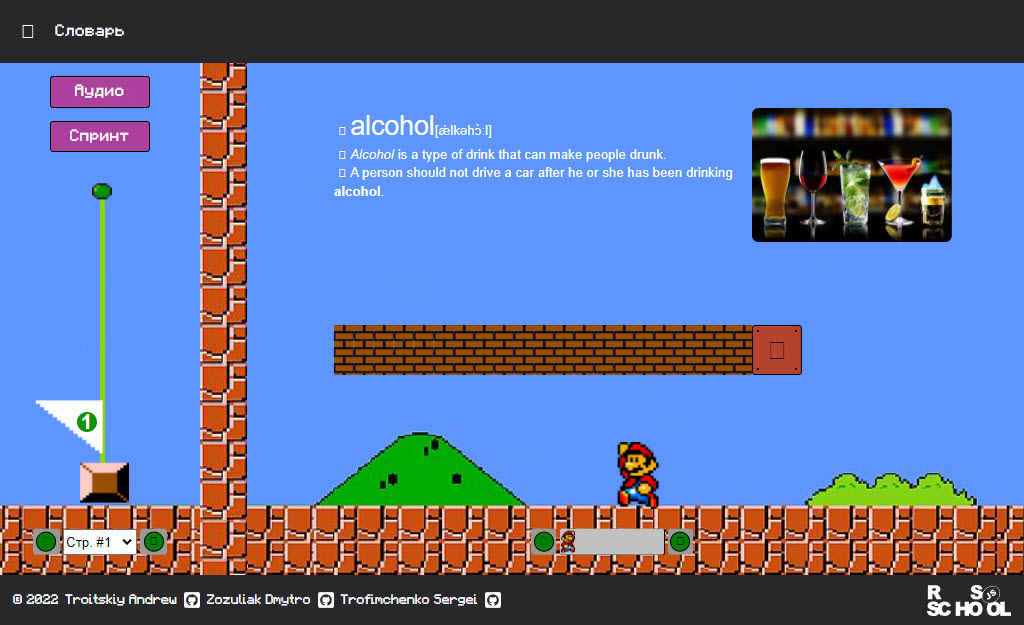 Словарь
Аудио
Спринт
alcohol[ǽlkəhɔ̀ːl]
Alcohol is a type of drink that can make people drunk.
A person should not drive a car after he or she has been drinking
alcohol.
1
Стр. #1
© 2022 Troitskiy Andrew Zozuliak Dmytro Trofimchenko Sergei
RS
SCHOOL
JS